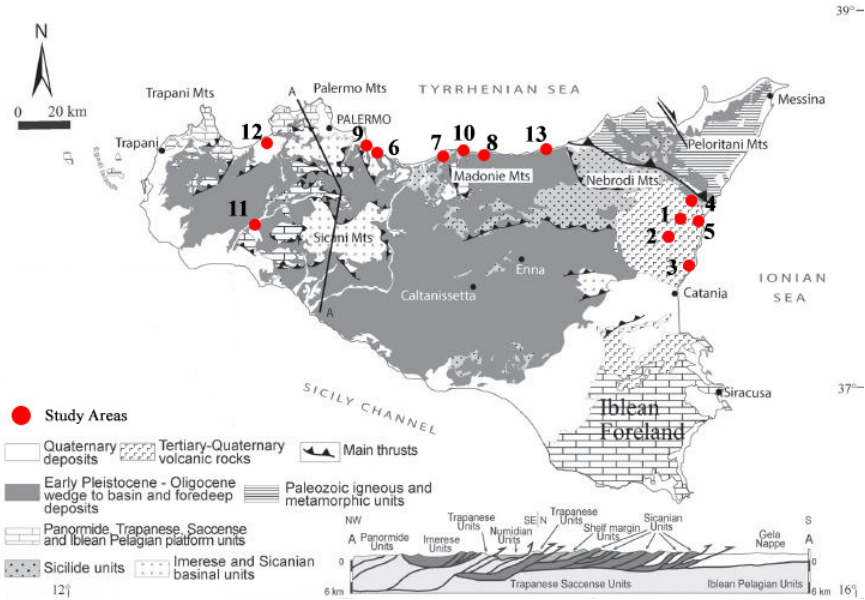 39°
N
0 20 km
TYRRHENIAN SEA
Trapani Mts
Palermo Mts
A
PALERMO
Messina
Trapani
Egadi Islands
12
9
6
7
10
8
13
Peloritani Mts
Madonie Mts
Nebrodi Mts
4
1
5
2
11
Sicani Mts
3
Enna
IONIAN
SEA
Caltanissetta
Catania
A
SICILY CHANNEL
37°
Siracusa
Iblean
Foreland
Study Areas
Quaternary
deposits
Tertiary-Quaternary
volcanic rocks
Main thrusts
Early Pleistocene - Oligocene
wedge to basin and foredeep
deposits
Paleozoic igneous and
metamorphic units
Panormide, Trapanese, Saccense
and Iblean Pelagian platform units
Sicilide units
Imerese and Sicanian
basinal units
12°
16°
NW
SE N
S
A
A
Panormide
Units
Imerese Units
Trapanese
Units
Numidian
Units
Trapanese
Units
Shelf margin
Units
Sicanian
Units
Gela
Nappe
0
0
Trapanese Saccense Units
Iblean Pelagian Units
6 km
6 km